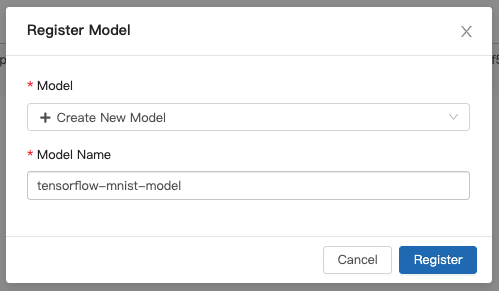 Register Model
* Model
+ Create New Model
* Model Name
tensorflow-mnist-model
Cancel
Register